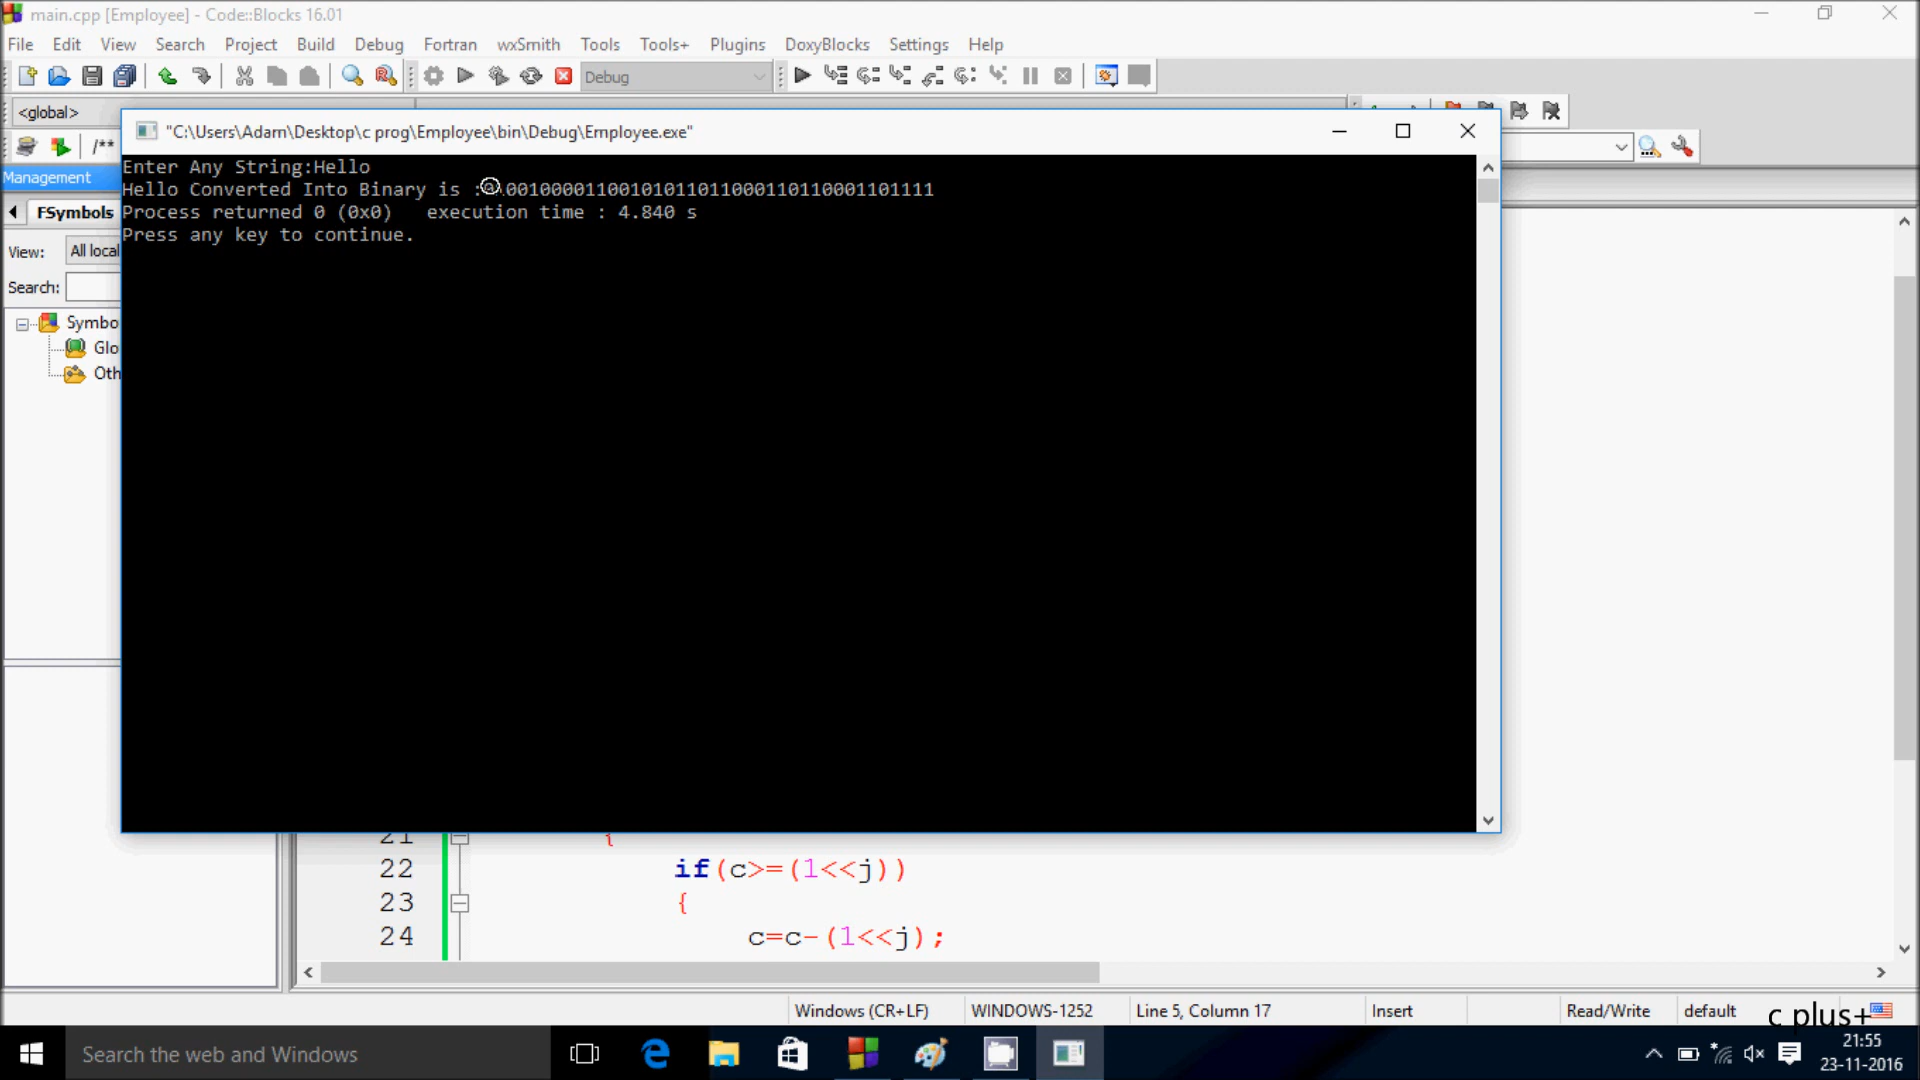 main.cpp [Employee] - Code::Blocks 16.01
File Edit View Search Project Build Debug Fortran wxSmith Tools Tools+ Plugins DoxyBlocks Settings Help
Debug
<global>
/**
"C:\Users\Adam\Desktop\c prog\Employee\bin\Debug\Employee.exe"
Enter Any String:Hello
Hello Converted Into Binary is :00100001100101011011000110110001101111
Process returned 0 (0x0) execution time : 4.840 s
Press any key to continue.
Management
FSymbols
View: All local
Search:
Symbo
Glo
Oth
21 {
22 if(c>=(1<<j))
23 {
24 c=c-(1<<j);
Windows (CR+LF) WINDOWS-1252 Line 5, Column 17 Insert Read/Write default
c plus+
Search the web and Windows
21:55
23-11-2016